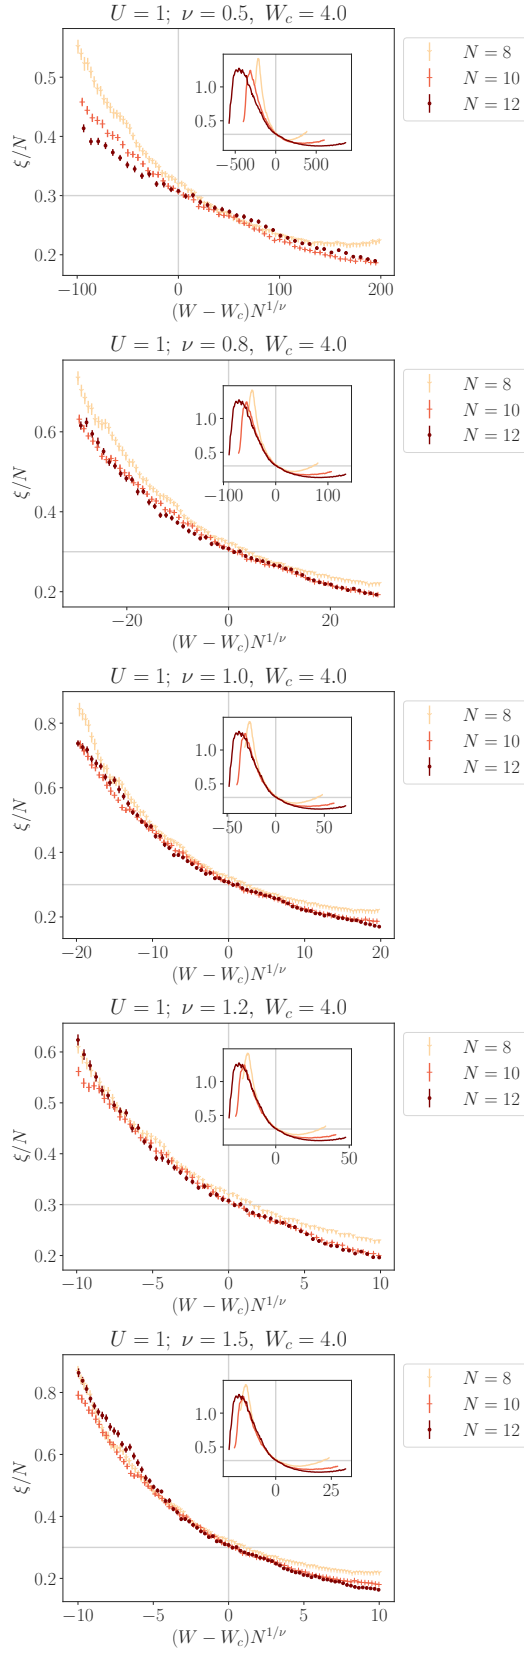 U = 1; ν = 0.5, W_c = 4.0
N = 8
N = 10
N = 12
ξ/N
0.5
0.4
0.3
0.2
1.0
0.5
−500 0 500
−100 0 100 200
(W − W_c)N^{1/ν}
U = 1; ν = 0.8, W_c = 4.0
N = 8
N = 10
N = 12
ξ/N
0.6
0.4
0.2
1.0
0.5
−100 0 100
−20 0 20
(W − W_c)N^{1/ν}
U = 1; ν = 1.0, W_c = 4.0
N = 8
N = 10
N = 12
ξ/N
0.8
0.6
0.4
0.2
1.0
0.5
−50 0 50
−20 −10 0 10 20
(W − W_c)N^{1/ν}
U = 1; ν = 1.2, W_c = 4.0
N = 8
N = 10
N = 12
ξ/N
0.6
0.5
0.4
0.3
0.2
1.0
0.5
0 50
−10 −5 0 5 10
(W − W_c)N^{1/ν}
U = 1; ν = 1.5, W_c = 4.0
N = 8
N = 10
N = 12
ξ/N
0.8
0.6
0.4
0.2
1.0
0.5
0 25
−10 −5 0 5 10
(W − W_c)N^{1/ν}